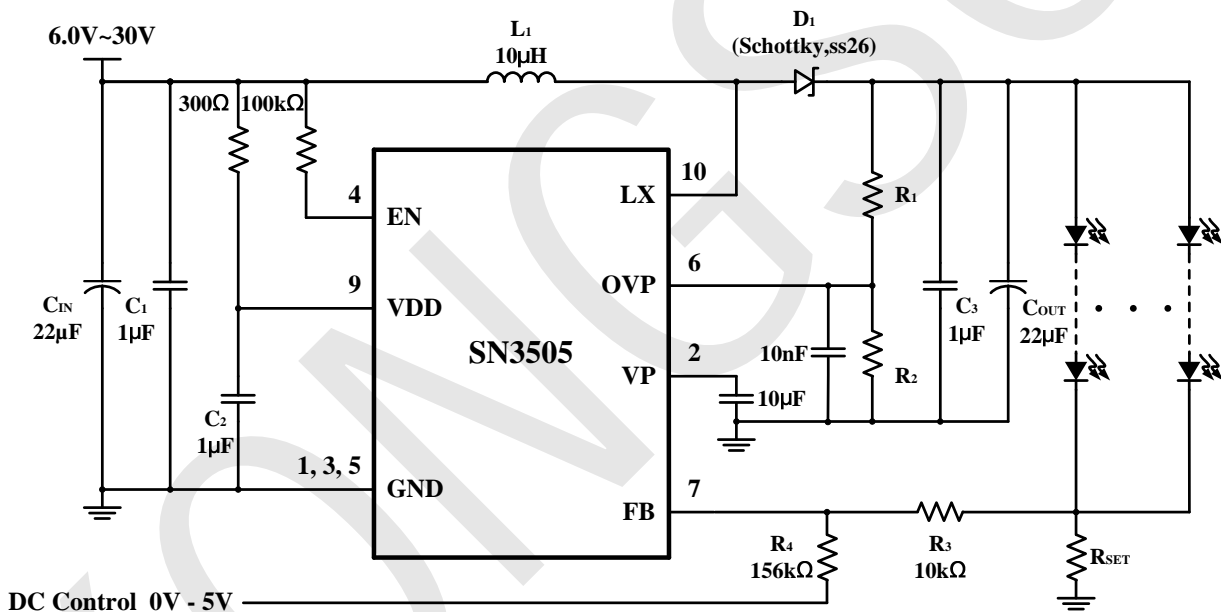 6.0V~30V
L1
10μH
D1
(Schottky,ss26)
300Ω
100kΩ
CIN
22μF
C1
1μF
C2
1μF
4
EN
9
VDD
1, 3, 5
GND
SN3505
10
LX
6
OVP
2
VP
7
FB
R1
R2
10nF
10μF
C3
1μF
COUT
22μF
R4
156kΩ
R3
10kΩ
RSET
DC Control 0V - 5V